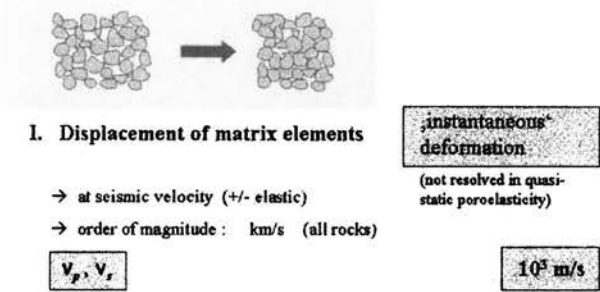 I. Displacement of matrix elements
‚instantaneous‘
deformation
(not resolved in quasi-
static poroelasticity)
→ at seismic velocity (+/- elastic)
→ order of magnitude : km/s (all rocks)
Vp, Vs
10³ m/s